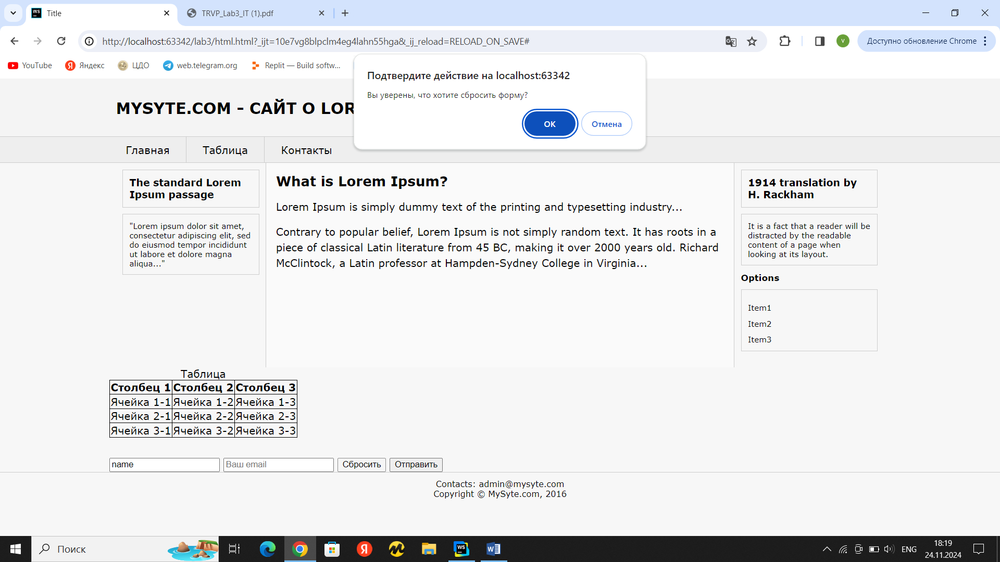 Title
TRVP_Lab3_IT (1).pdf
http://localhost:63342/lab3/html.html?_ijt=10e7vg8blpclm4eg4lahn55hga&_ij_reload=RELOAD_ON_SAVE#
V
Доступно обновление Chrome
YouTube
Яндекс
ЦДО
web.telegram.org
Replit — Build softw...
Подтвердите действие на localhost:63342
Вы уверены, что хотите сбросить форму?
ОК
Отмена
MYSYTE.COM – САЙТ О LOR
Главная
Таблица
Контакты
The standard Lorem
Ipsum passage
"Lorem ipsum dolor sit amet,
consectetur adipiscing elit, sed
do eiusmod tempor incididunt
ut labore et dolore magna
aliqua..."
What is Lorem Ipsum?
Lorem Ipsum is simply dummy text of the printing and typesetting industry...
Contrary to popular belief, Lorem Ipsum is not simply random text. It has roots in a
piece of classical Latin literature from 45 BC, making it over 2000 years old. Richard
McClintock, a Latin professor at Hampden-Sydney College in Virginia...
1914 translation by
H. Rackham
It is a fact that a reader will be
distracted by the readable
content of a page when
looking at its layout.
Options
Item1
Item2
Item3
Таблица
Столбец 1 Столбец 2 Столбец 3
Ячейка 1-1 Ячейка 1-2 Ячейка 1-3
Ячейка 2-1 Ячейка 2-2 Ячейка 2-3
Ячейка 3-1 Ячейка 3-2 Ячейка 3-3
name
Ваш email
Сбросить
Отправить
Contacts: admin@mysyte.com
Copyright © MySyte.com, 2016
Поиск
ENG
18:19
24.11.2024